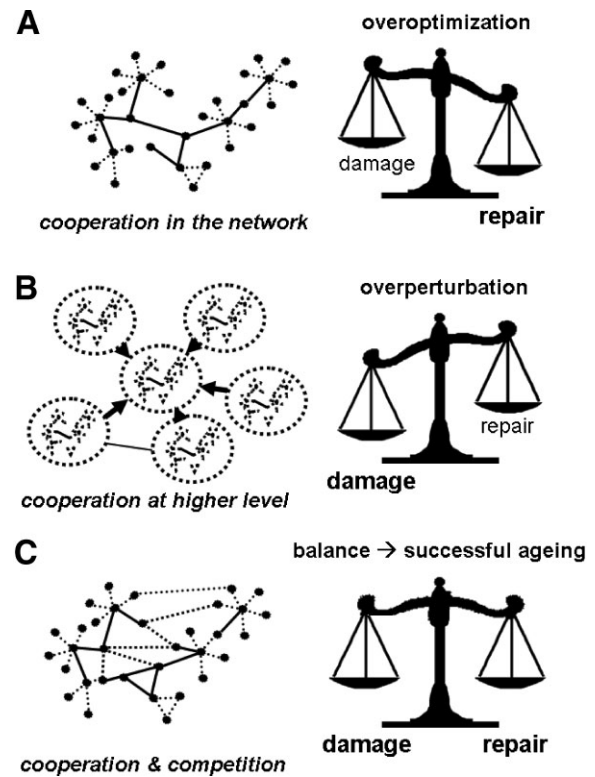 A
overoptimization
damage
cooperation in the network
repair
B
overperturbation
repair
damage
cooperation at higher level
C
balance → successful ageing
damage repair
cooperation & competition